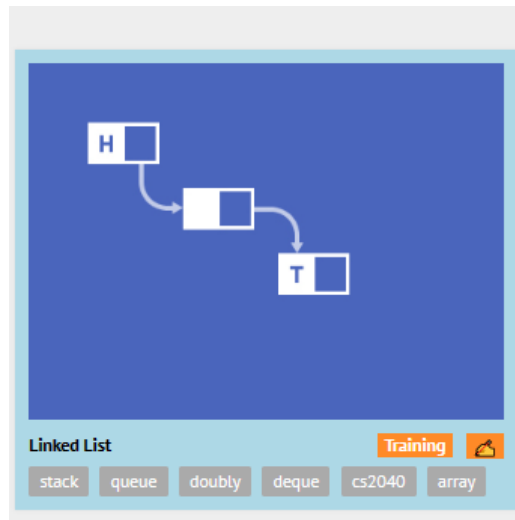 H
T
Linked List Training
stack queue doubly deque cs2040 array